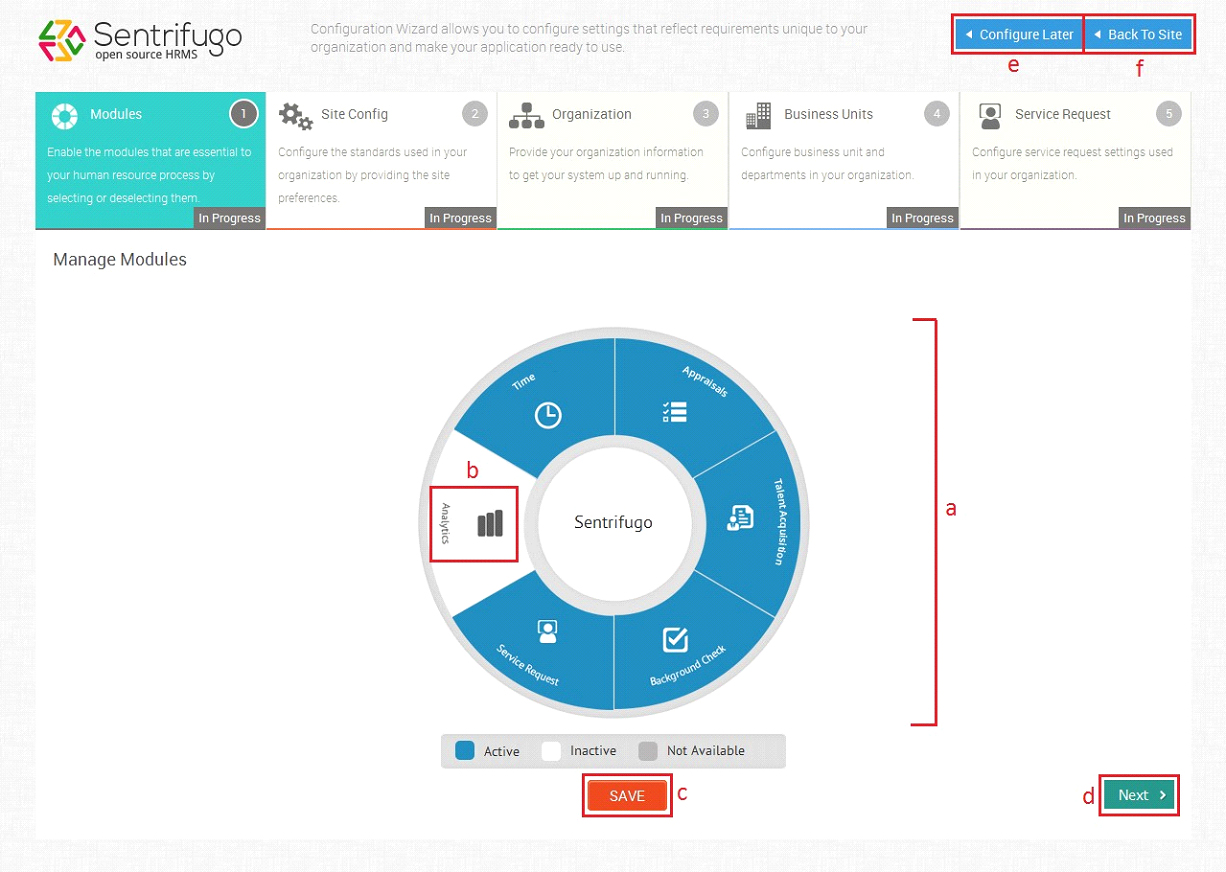 Sentrifugo
open source HRMS
Configuration Wizard allows you to configure settings that reflect requirements unique to your
organization and make your application ready to use.
Configure Later
Back To Site
e
f
Modules
1
Enable the modules that are essential to
your human resource process by
selecting or deselecting them.
In Progress
Site Config
2
Configure the standards used in your
organization by providing the site
preferences.
In Progress
Organization
3
Provide your organization information
to get your system up and running.
In Progress
Business Units
4
Configure business unit and
departments in your organization.
In Progress
Service Request
5
Configure service request settings used
in your organization.
In Progress
Manage Modules
Time
Appraisals
b
Analytics
Sentrifugo
Talent Acquisition
a
Service Request
Background Check
Active
Inactive
Not Available
SAVE
c
d
Next